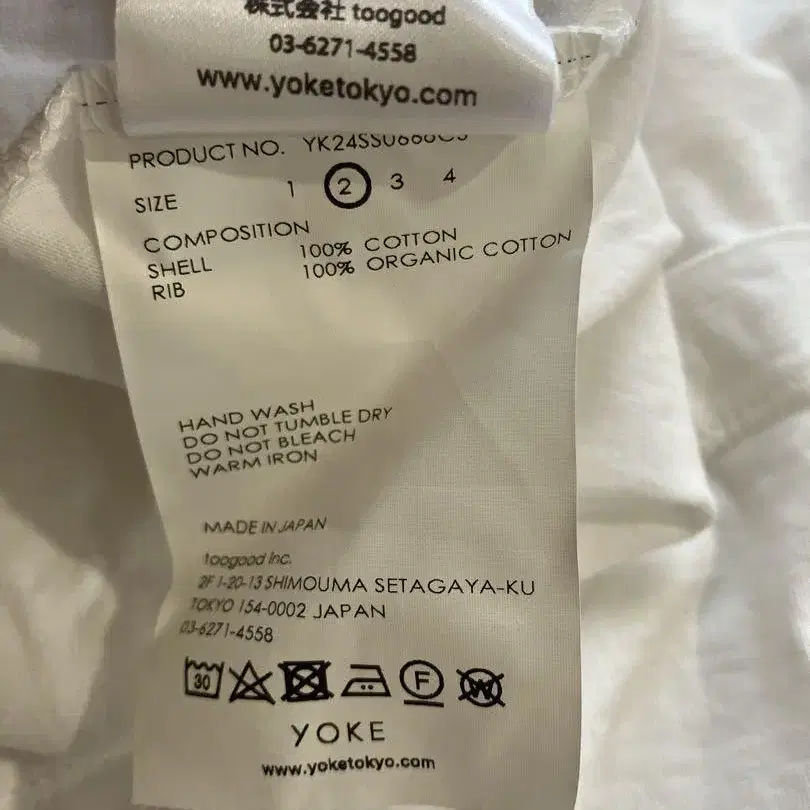 株式会社 toogood
03-6271-4558
www.yoketokyo.com
PRODUCT NO.
SIZE 1 2 3 4
COMPOSITION
SHELL 100% COTTON
RIB 100% ORGANIC COTTON
HAND WASH
DO NOT TUMBLE DRY
DO NOT BLEACH
WARM IRON
MADE IN JAPAN
toogood Inc.
2F 1-20-13 SHIMOUMA SETAGAYA-KU
TOKYO 154-0002 JAPAN
03-6271-4558
30 F W
YOKE
www.yoketokyo.com